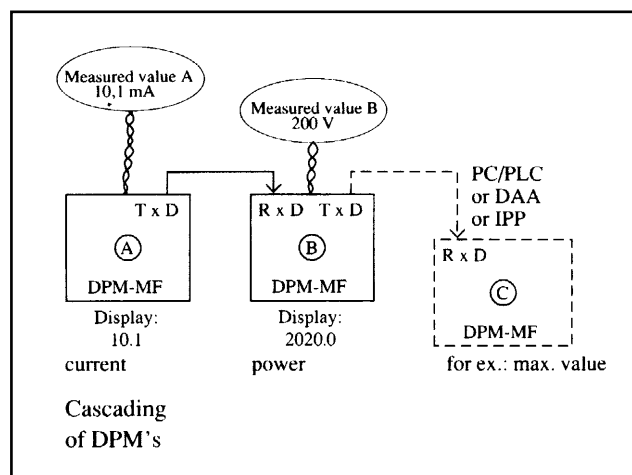 Measured value A
10,1 mA
Measured value B
200 V
PC/PLC
or DAA
or IPP
T x D
R x D
T x D
R x D
A
B
C
DPM-MF
DPM-MF
DPM-MF
Display:
10.1
Display:
2020.0
current
power
for ex.: max. value
Cascading
of DPM's